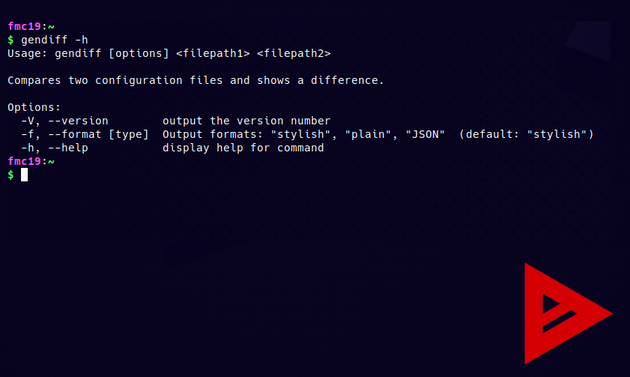 fmc19:~
$ gendiff -h
Usage: gendiff [options] <filepath1> <filepath2>
Compares two configuration files and shows a difference.
Options:
-V, --version output the version number
-f, --format [type] Output formats: "stylish", "plain", "JSON" (default: "stylish")
-h, --help display help for command
fmc19:~
$